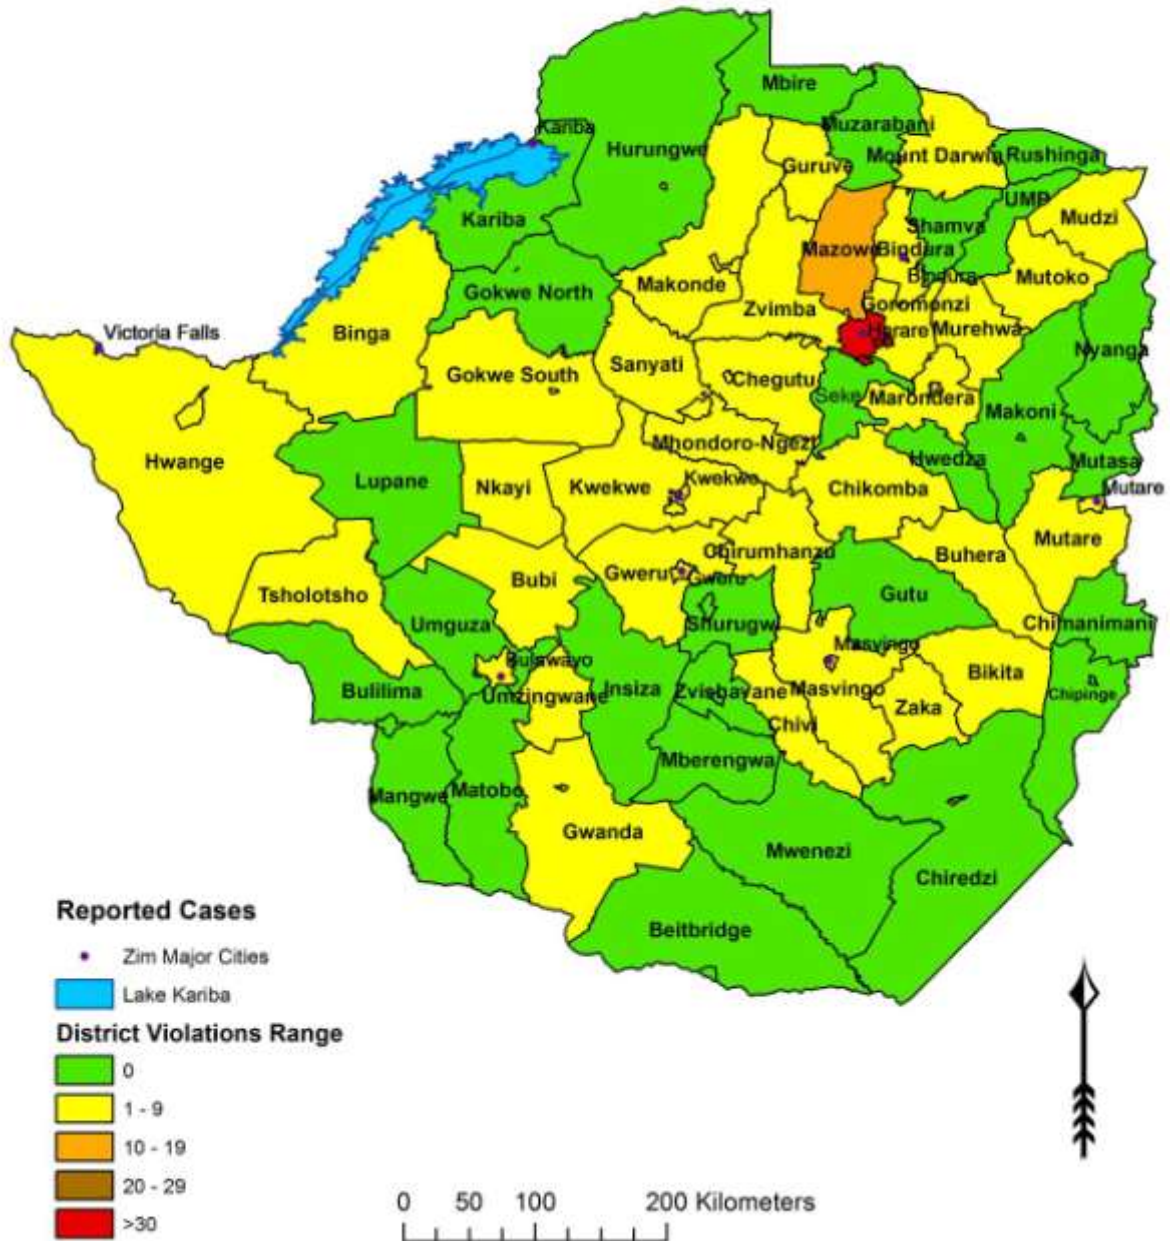 Mbire
Kariba
Muzarabani
Hurungwe
Guruve
Mount Darwin
Rushinga
UMP
Kariba
Shamva
Mudzi
Mazowe
Bindura
Bindura
Mutoko
Makonde
Gokwe North
Zvimba
Goromonzi
Victoria Falls
Binga
Harare
Murehwa
Nyanga
Gokwe South
Sanyati
Chegutu
Seke
Marondera
Makoni
Mhondoro-Ngezi
Hwange
Hwedza
Mutasa
Lupane
Nkayi
Kwekwe
Kwekwe
Chikomba
Mutare
Mutare
Chirumhanzu
Buhera
Tsholotsho
Bubi
Gweru
Gweru
Gutu
Umguza
Shurugwi
Chimanimani
Masvingo
Bulawayo
Bikita
Bulilima
Umzingwane
Insiza
Zvishavane
Masvingo
Chipinge
Zaka
Chivi
Mberengwa
Mangwe
Matobo
Gwanda
Mwenezi
Chiredzi
Beitbridge
Reported Cases
Zim Major Cities
Lake Kariba
District Violations Range
0
1 - 9
10 - 19
20 - 29
>30
0 50 100 200 Kilometers